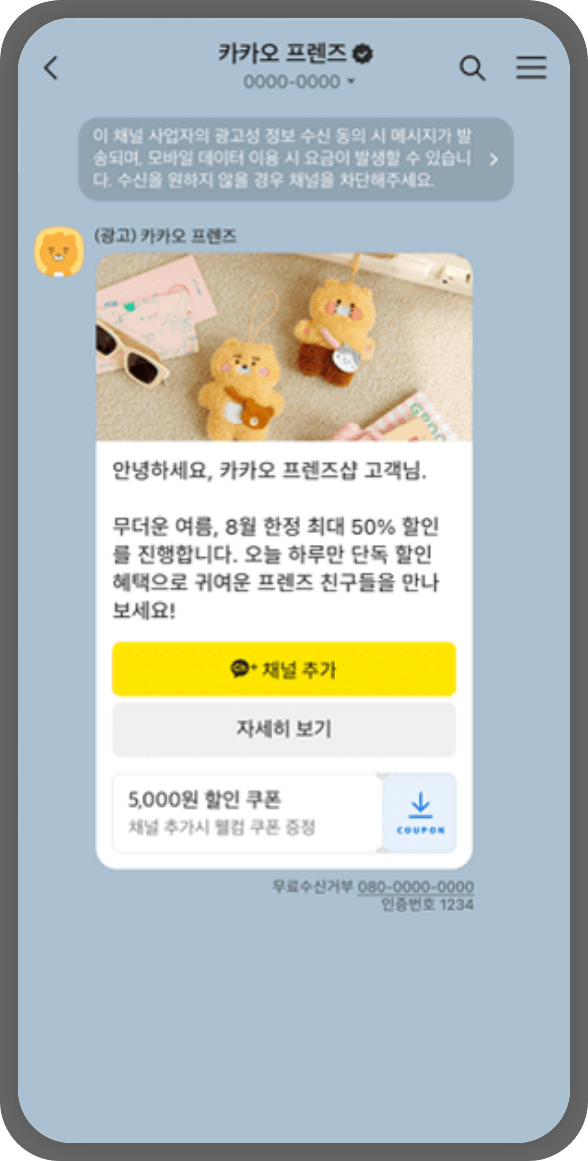 카카오 프렌즈
0000-0000
이 채널 사업자의 광고성 정보 수신 동의 시 메시지가 발
송되며, 모바일 데이터 이용 시 요금이 발생할 수 있습니
다. 수신을 원하지 않을 경우 채널을 차단해주세요.
(광고) 카카오 프렌즈
안녕하세요, 카카오 프렌즈샵 고객님.
무더운 여름, 8월 한정 최대 50% 할인
를 진행합니다. 오늘 하루만 단독 할인
혜택으로 귀여운 프렌즈 친구들을 만나
보세요!
Ch+ 채널 추가
자세히 보기
5,000원 할인 쿠폰
채널 추가시 웰컴 쿠폰 증정
COUPON
무료수신거부 080-0000-0000
인증번호 1234